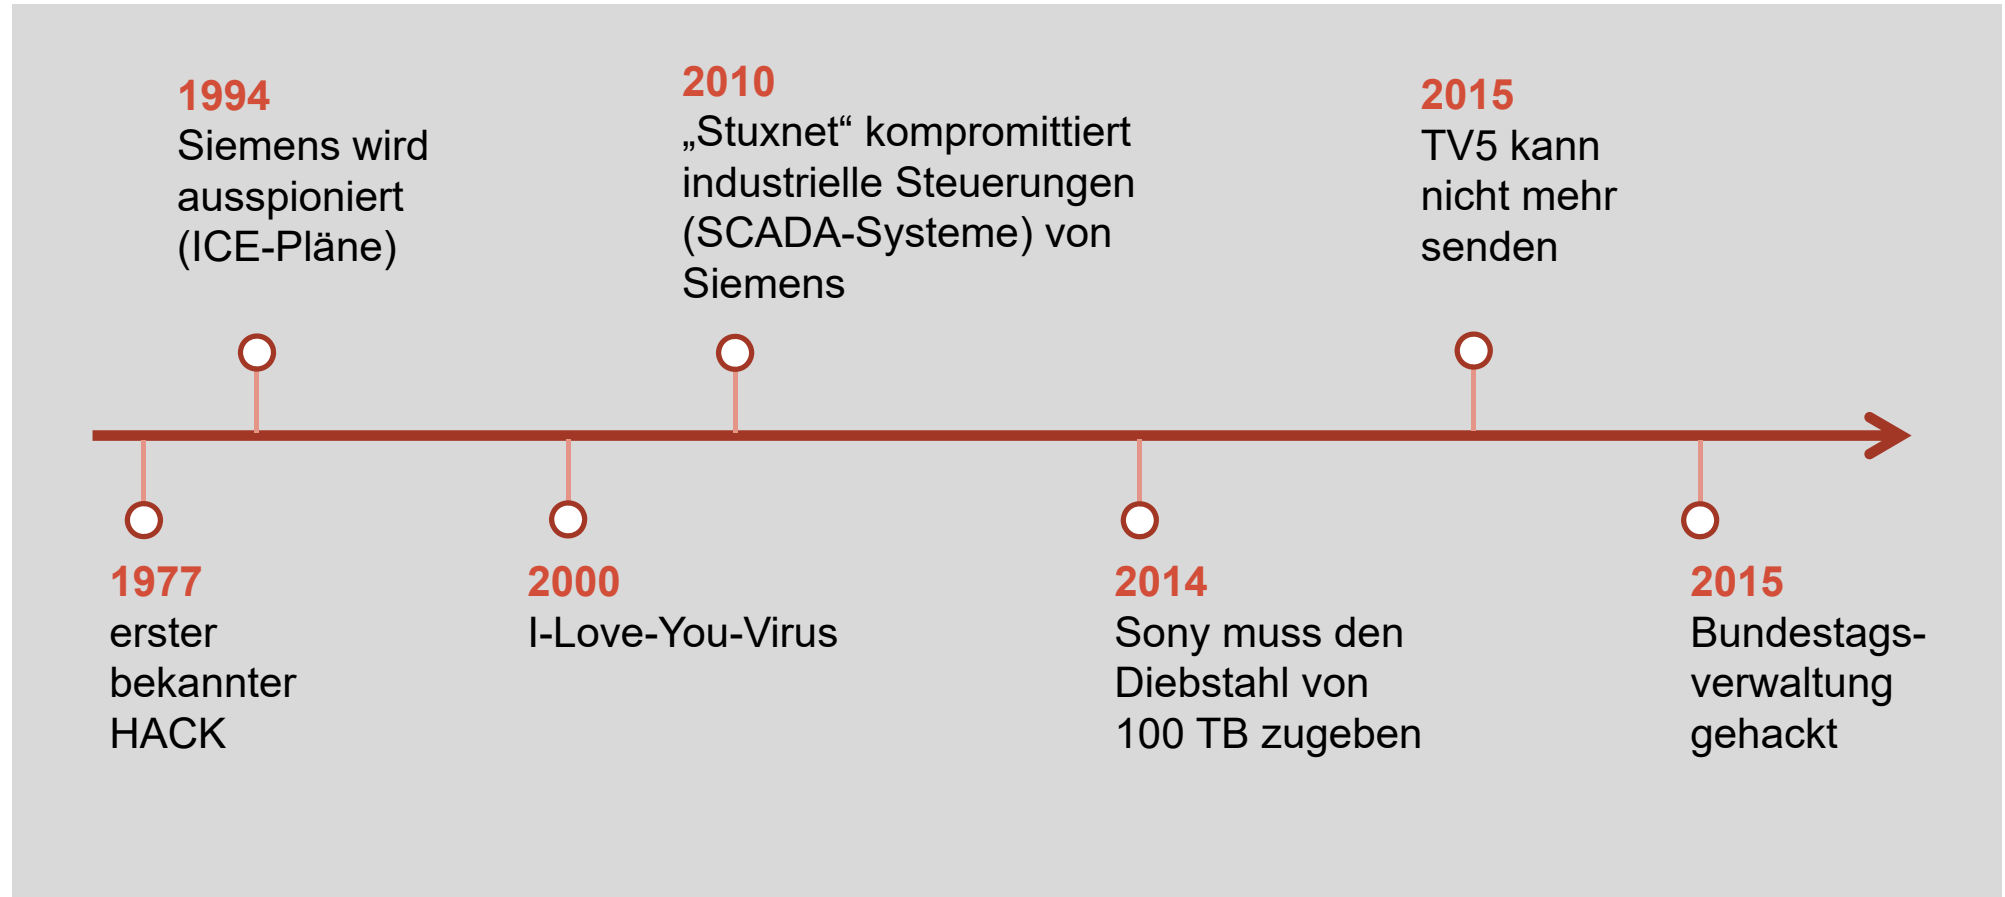 1994
Siemens wird
ausspioniert
(ICE-Pläne)
2010
„Stuxnet“ kompromittiert
industrielle Steuerungen
(SCADA-Systeme) von
Siemens
2015
TV5 kann
nicht mehr
senden
1977
erster
bekannter
HACK
2000
I-Love-You-Virus
2014
Sony muss den
Diebstahl von
100 TB zugeben
2015
Bundestags-
verwaltung
gehackt